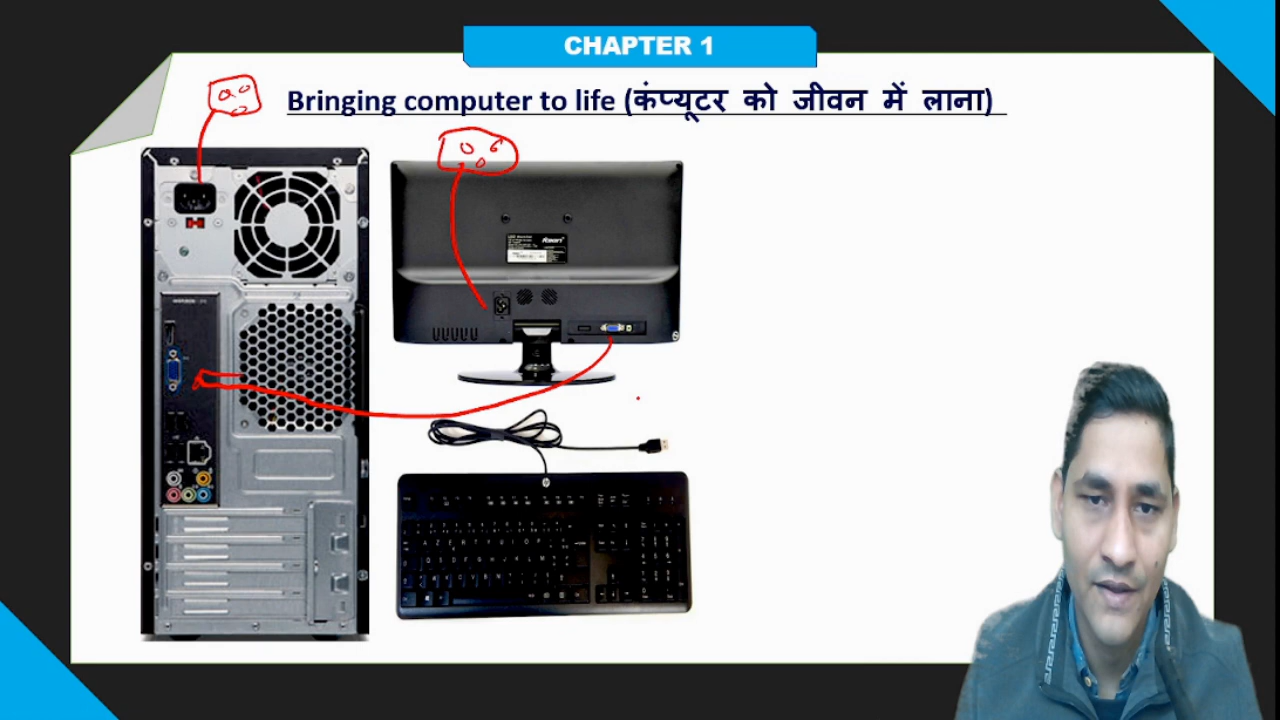 CHAPTER 1
Bringing computer to life (कंप्यूटर को जीवन में लाना)